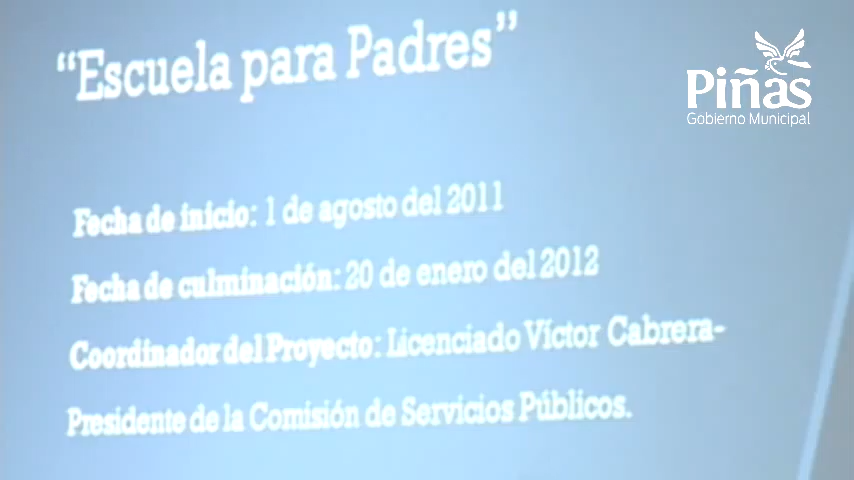 “Escuela para Padres”
Piñas
Gobierno Municipal
Fecha de inicio: 1 de agosto del 2011
Fecha de culminación: 20 de enero del 2012
Coordinador del Proyecto: Licenciado Víctor Cabrera-
Presidente de la Comisión de Servicios Públicos.